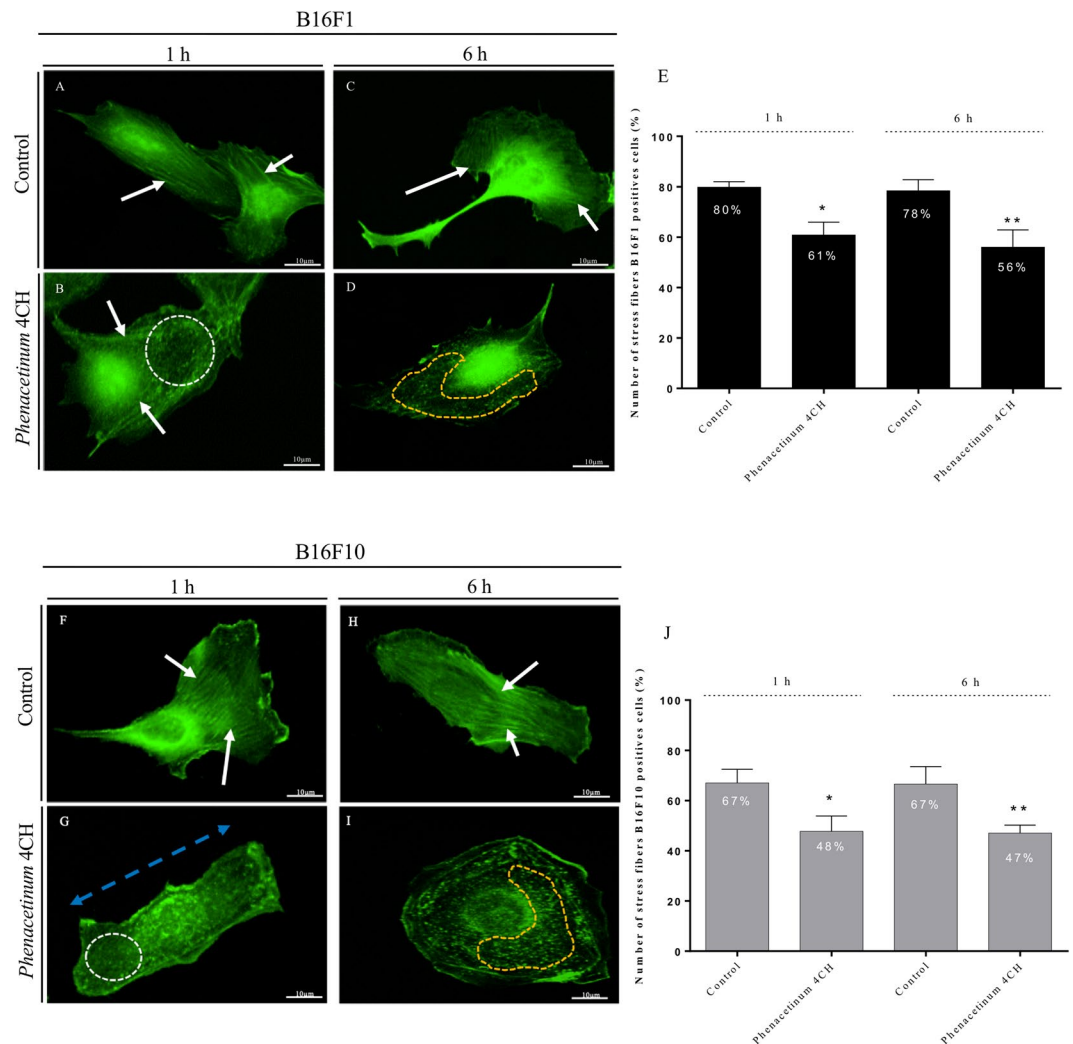 B16F1
1 h
6 h
Control
Phenacetinum 4CH
A
10µm
C
10µm
B
10µm
D
10µm
E
Number of stress fibers B16F1 positives cells (%)
1 h
6 h
100
80
60
40
20
0
80%
*
61%
78%
**
56%
Control
Phenacetinum 4CH
Control
Phenacetinum 4CH
B16F10
1 h
6 h
Control
Phenacetinum 4CH
F
10µm
H
10µm
G
10µm
I
10µm
J
Number of stress fibers B16F10 positives cells (%)
1 h
6 h
100
80
60
40
20
0
67%
*
48%
67%
**
47%
Control
Phenacetinum 4CH
Control
Phenacetinum 4CH